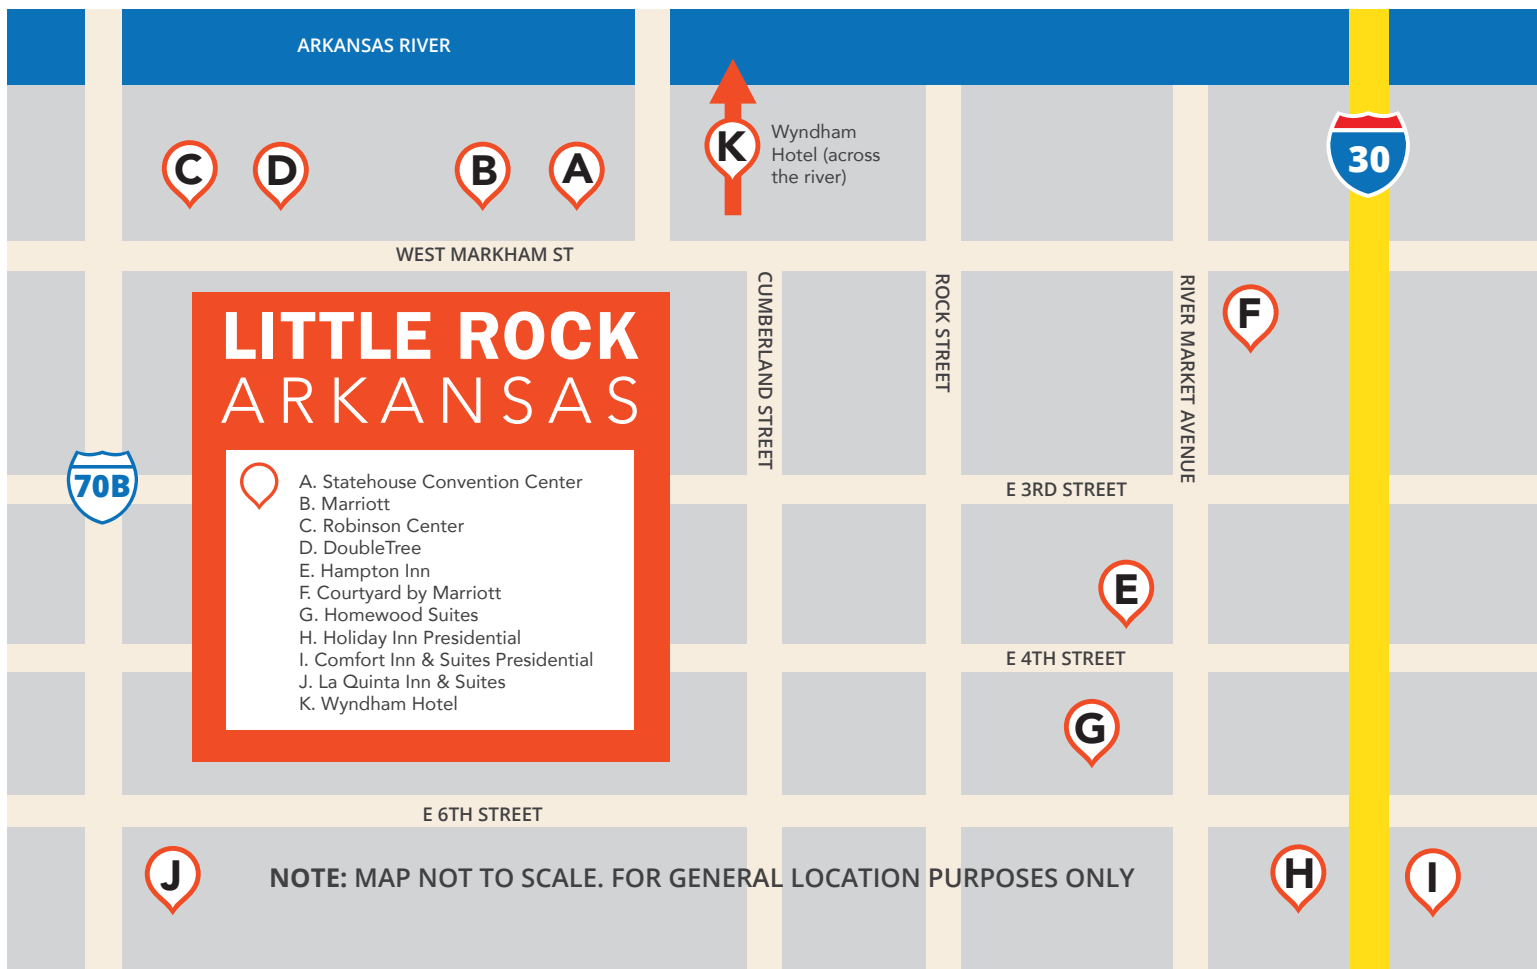 ARKANSAS RIVER
C
D
B
A
K
Wyndham
Hotel (across
the river)
30
WEST MARKHAM ST
CUMBERLAND STREET
ROCK STREET
RIVER MARKET AVENUE
F
LITTLE ROCK
ARKANSAS
70B
A. Statehouse Convention Center
B. Marriott
C. Robinson Center
D. DoubleTree
E. Hampton Inn
F. Courtyard by Marriott
G. Homewood Suites
H. Holiday Inn Presidential
I. Comfort Inn & Suites Presidential
J. La Quinta Inn & Suites
K. Wyndham Hotel
E 3RD STREET
E
E 4TH STREET
G
E 6TH STREET
J
NOTE: MAP NOT TO SCALE. FOR GENERAL LOCATION PURPOSES ONLY
H
I